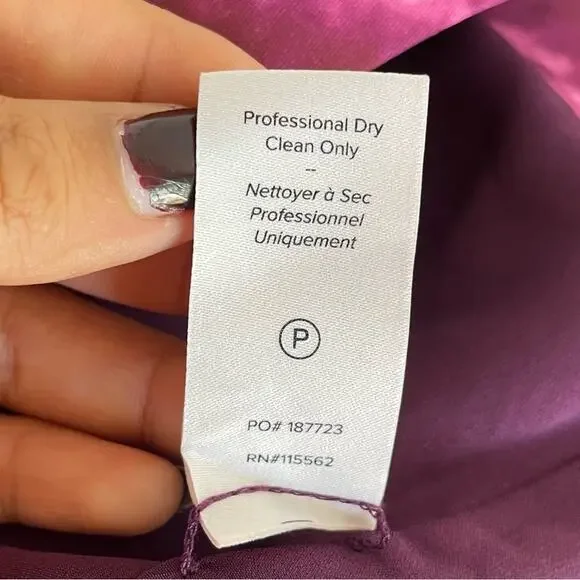 Professional Dry
Clean Only
--
Nettoyer à Sec
Professionnel
Uniquement
P
PO# 187723
RN#115562